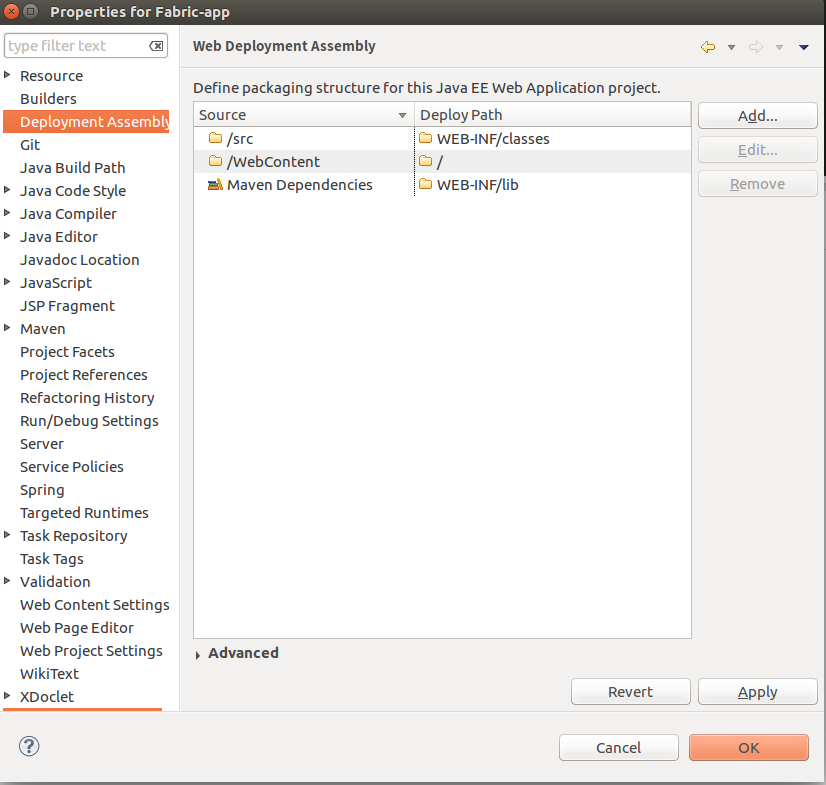 Properties for Fabric-app
type filter text
Resource
Builders
Deployment Assembly
Git
Java Build Path
Java Code Style
Java Compiler
Java Editor
Javadoc Location
JavaScript
JSP Fragment
Maven
Project Facets
Project References
Refactoring History
Run/Debug Settings
Server
Service Policies
Spring
Targeted Runtimes
Task Repository
Task Tags
Validation
Web Content Settings
Web Page Editor
Web Project Settings
WikiText
XDoclet
Web Deployment Assembly
Define packaging structure for this Java EE Web Application project.
Source Deploy Path
/src WEB-INF/classes
/WebContent /
Maven Dependencies WEB-INF/lib
Add...
Edit...
Remove
Advanced
Revert Apply
? Cancel OK